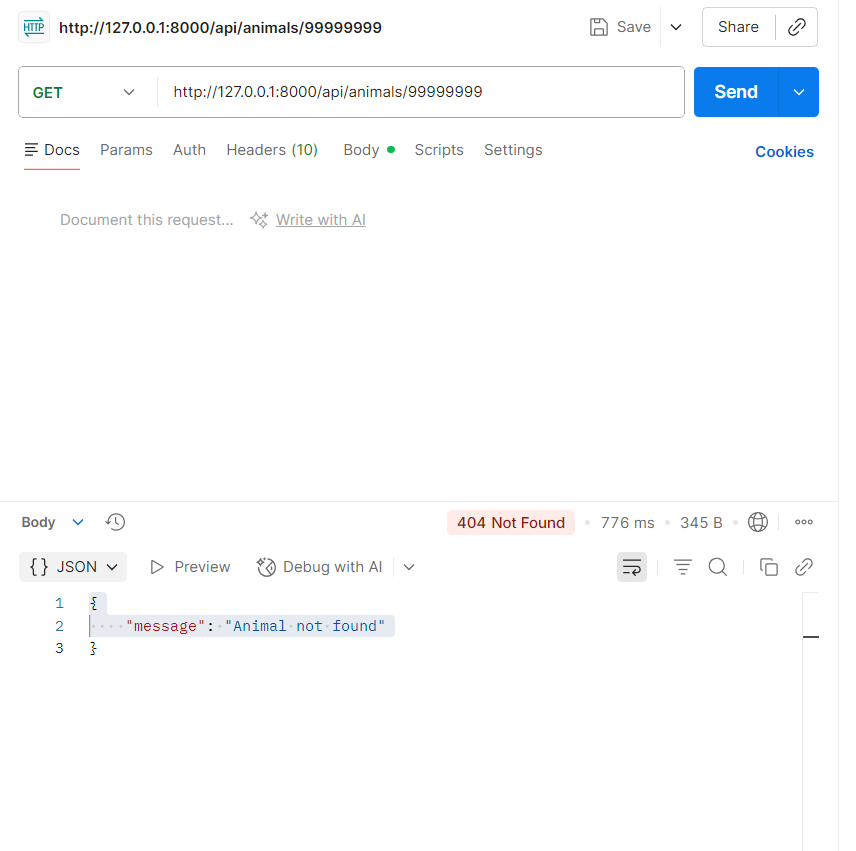 HTTP http://127.0.0.1:8000/api/animals/99999999 Save Share
GET http://127.0.0.1:8000/api/animals/99999999 Send
Docs Params Auth Headers (10) Body Scripts Settings Cookies
Document this request... Write with AI
Body 404 Not Found 776 ms 345 B
{} JSON Preview Debug with AI
1 {
2 "message": "Animal not found"
3 }